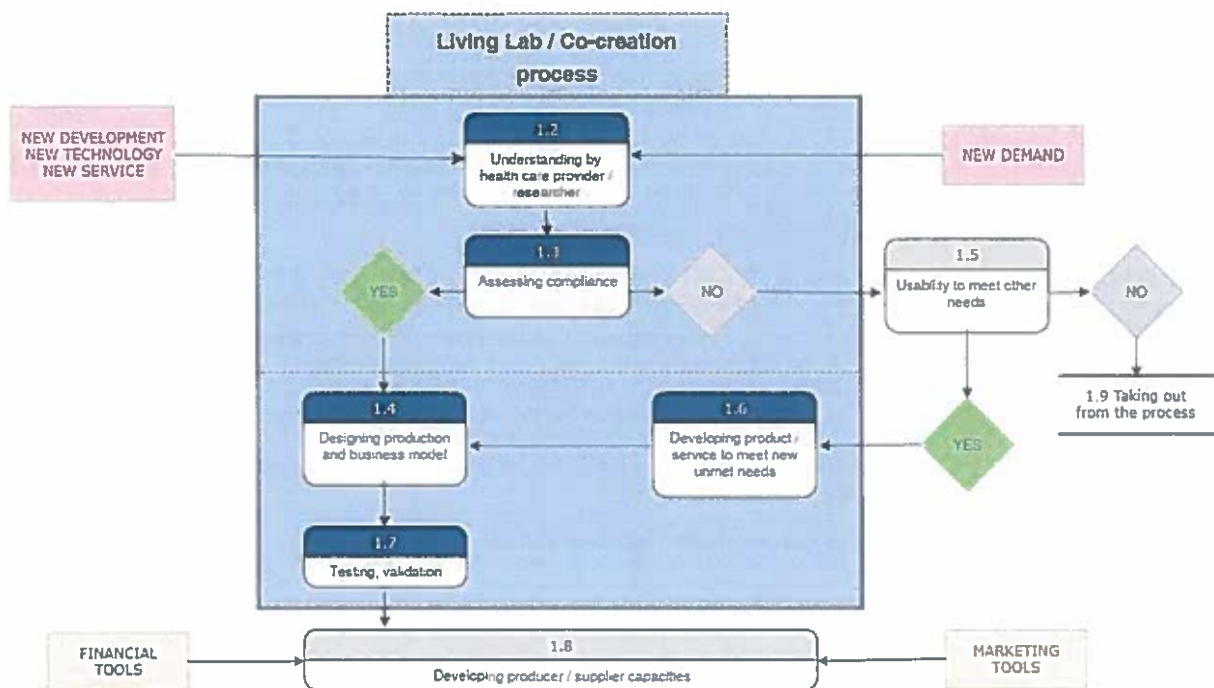 Living Lab / Co-creation
process
NEW DEVELOPMENT
NEW TECHNOLOGY
NEW SERVICE
1.2
Understanding by
health care provider /
researcher
NEW DEMAND
1.3
Assessing compliance
YES
NO
1.5
Usability to meet other
needs
NO
1.4
Designing production
and business model
1.6
Developing product /
service to meet new
unmet needs
YES
1.9 Taking out
from the process
1.7
Testing, validation
FINANCIAL
TOOLS
1.8
Developing producer / supplier capacities
MARKETING
TOOLS